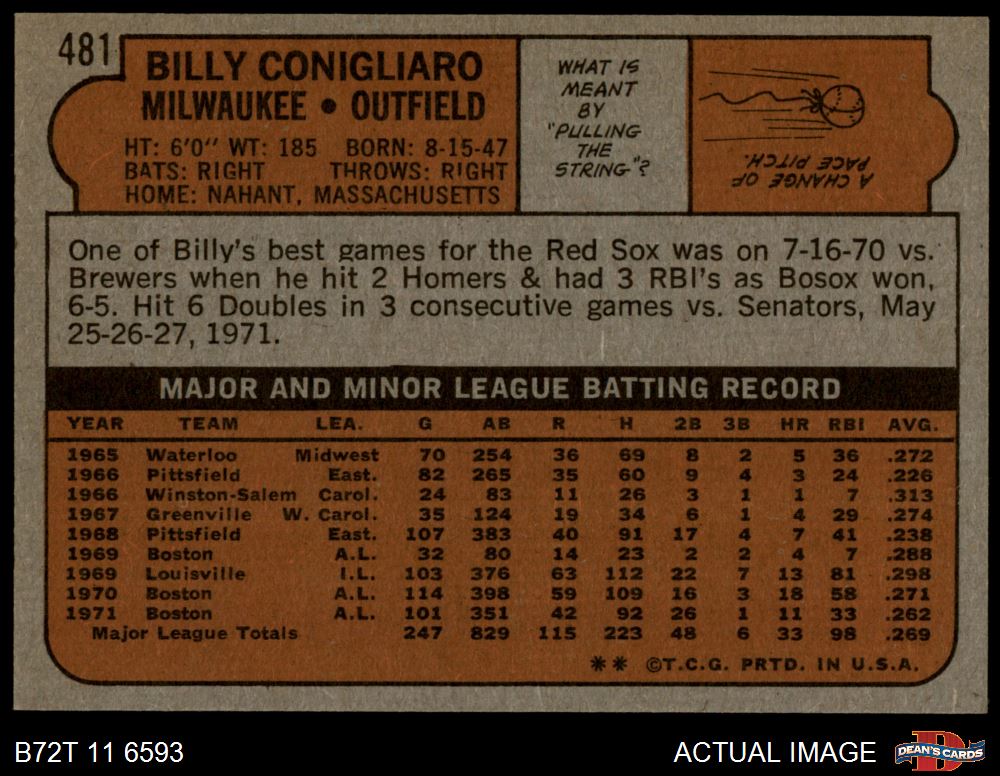 481
BILLY CONIGLIARO
MILWAUKEE • OUTFIELD
HT: 6'0" WT: 185 BORN: 8-15-47
BATS: RIGHT THROWS: RIGHT
HOME: NAHANT, MASSACHUSETTS
WHAT IS
MEANT
BY
"PULLING
THE
STRING"?
A CHANGE OF
PACE PITCH.
One of Billy's best games for the Red Sox was on 7-16-70 vs.
Brewers when he hit 2 Homers & had 3 RBI's as Bosox won,
6-5. Hit 6 Doubles in 3 consecutive games vs. Senators, May
25-26-27, 1971.
MAJOR AND MINOR LEAGUE BATTING RECORD
YEAR TEAM LEA. G AB R H 2B 3B HR RBI AVG.
1965 Waterloo Midwest 70 254 36 69 8 2 5 36 .272
1966 Pittsfield East. 82 265 35 60 9 4 3 24 .226
1966 Winston-Salem Carol. 24 83 11 26 3 1 1 7 .313
1967 Greenville W. Carol. 35 124 19 34 6 1 4 29 .274
1968 Pittsfield East. 107 383 40 91 17 4 7 41 .238
1969 Boston A.L. 32 80 14 23 2 2 4 7 .288
1969 Louisville I.L. 103 376 63 112 22 7 13 81 .298
1970 Boston A.L. 114 398 59 109 16 3 18 58 .271
1971 Boston A.L. 101 351 42 92 26 1 11 33 .262
Major League Totals 247 829 115 223 48 6 33 98 .269
** ©T.C.G. PRTD. IN U.S.A.
B72T 11 6593
ACTUAL IMAGE
DEAN'S CARDS